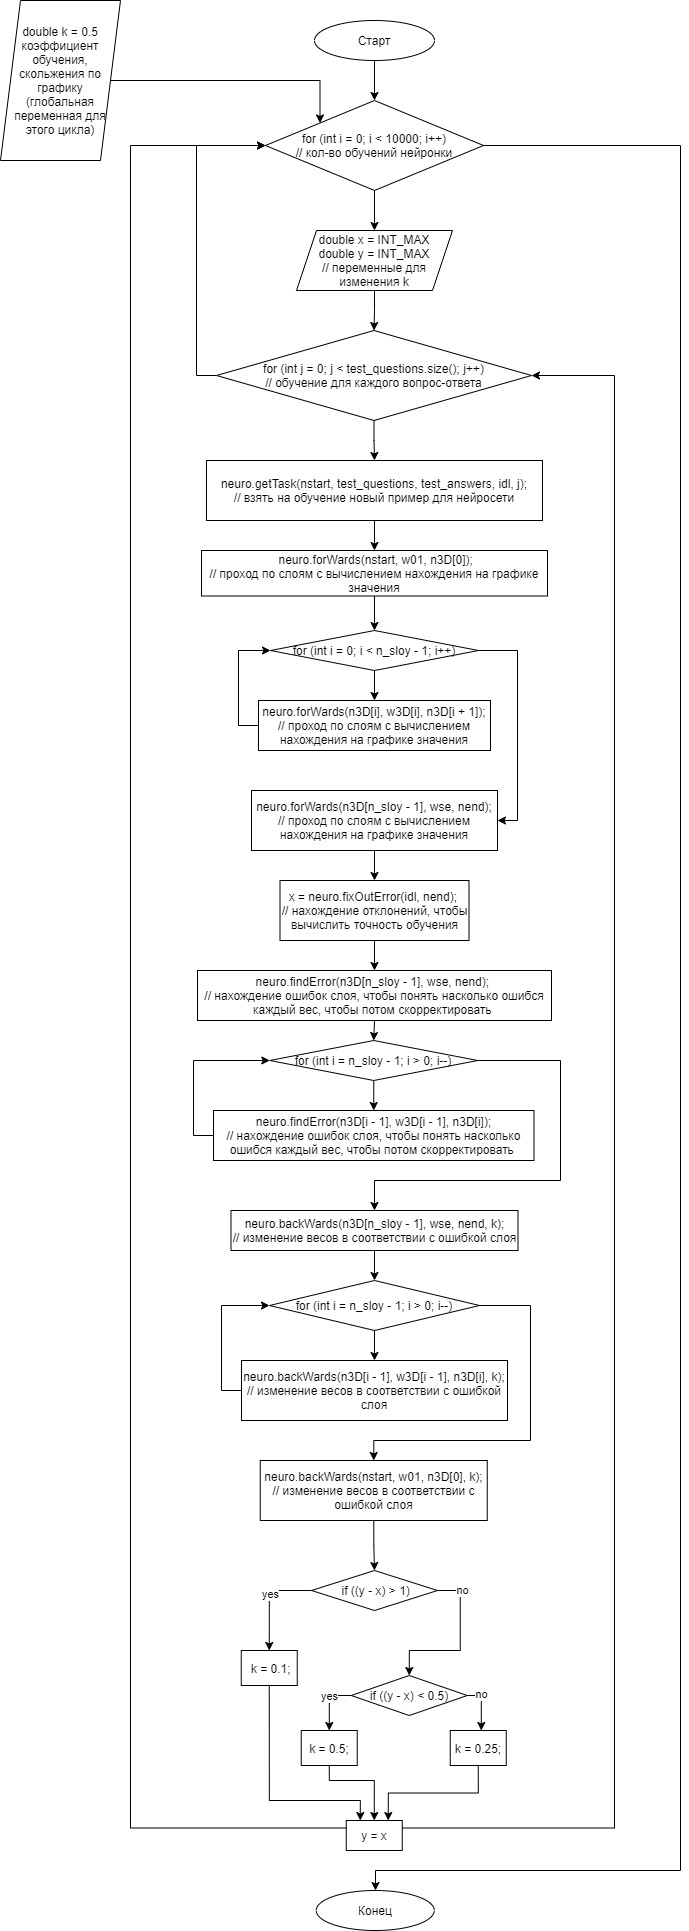 double k = 0.5
коэффициент
обучения,
скольжения по
графику
(глобальная
переменная для
этого цикла)
Старт
for (int i = 0; i < 10000; i++)
// кол-во обучений нейронки
double x = INT_MAX
double y = INT_MAX
// переменные для
изменения k
for (int j = 0; j < test_questions.size(); j++)
// обучение для каждого вопрос-ответа
neuro.getTask(nstart, test_questions, test_answers, idl, j);
// взять на обучение новый пример для нейросети
neuro.forWards(nstart, w01, n3D[0]);
// проход по слоям с вычислением нахождения на графике
значения
for (int i = 0; i < n_sloy - 1; i++)
neuro.forWards(n3D[i], w3D[i], n3D[i + 1]);
// проход по слоям с вычислением
нахождения на графике значения
neuro.forWards(n3D[n_sloy - 1], wse, nend);
// проход по слоям с вычислением
нахождения на графике значения
x = neuro.fixOutError(idl, nend);
// нахождение отклонений, чтобы
вычислить точность обучения
neuro.findError(n3D[n_sloy - 1], wse, nend);
// нахождение ошибок слоя, чтобы понять насколько ошибся
каждый вес, чтобы потом скорректировать
for (int i = n_sloy - 1; i > 0; i--)
neuro.findError(n3D[i - 1], w3D[i - 1], n3D[i]);
// нахождение ошибок слоя, чтобы понять насколько
ошибся каждый вес, чтобы потом скорректировать
neuro.backWards(n3D[n_sloy - 1], wse, nend, k);
// изменение весов в соответствии с ошибкой слоя
for (int i = n_sloy - 1; i > 0; i--)
neuro.backWards(n3D[i - 1], w3D[i - 1], n3D[i], k);
// изменение весов в соответствии с ошибкой
слоя
neuro.backWards(nstart, w01, n3D[0], k);
// изменение весов в соответствии с
ошибкой слоя
if ((y - x) > 1)
yes
no
k = 0.1;
if ((y - x) < 0.5)
yes
no
k = 0.5;
k = 0.25;
y = x
Конец